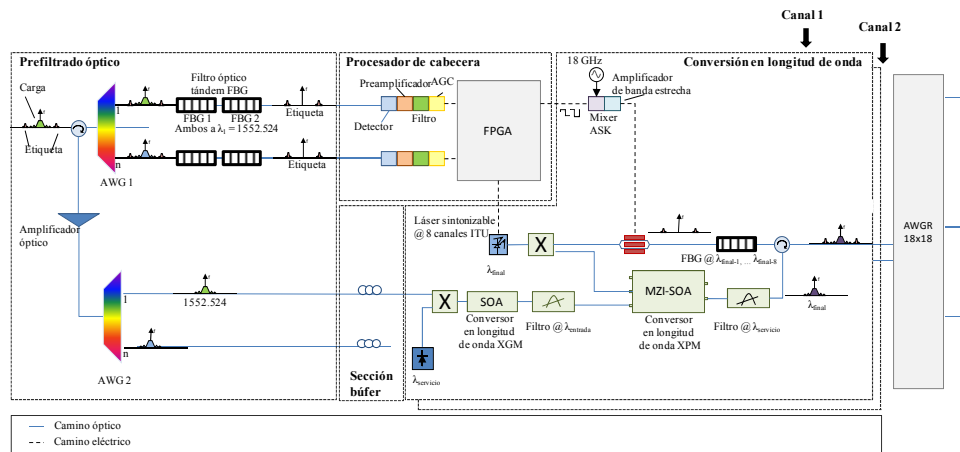 Canal 1
Canal 2
Prefiltrado óptico
Procesador de cabecera
18 GHz
Conversión en longitud de onda
Carga
Filtro óptico
tándem FBG
Preamplificador
AGC
Amplificador
de banda estrecha
λ
λ
1
FBG 1
FBG 2
Etiqueta
Filtro
Detector
FPGA
Mixer
ASK
Ambos a λ1 = 1552.524
Etiqueta
n
Etiqueta
AWG 1
Amplificador
óptico
Láser sintonizable
@ 8 canales ITU
X
λfinal
FBG @ λfinal-1, ... λfinal-8
AWGR
18x18
1
1552.524
X
SOA
MZI-SOA
λfinal
Conversor
en longitud
de onda XGM
Filtro @ λentrada
Conversor
en longitud
de onda XPM
Filtro @ λservicio
n
AWG 2
Sección
búfer
λservicio
Camino óptico
Camino eléctrico